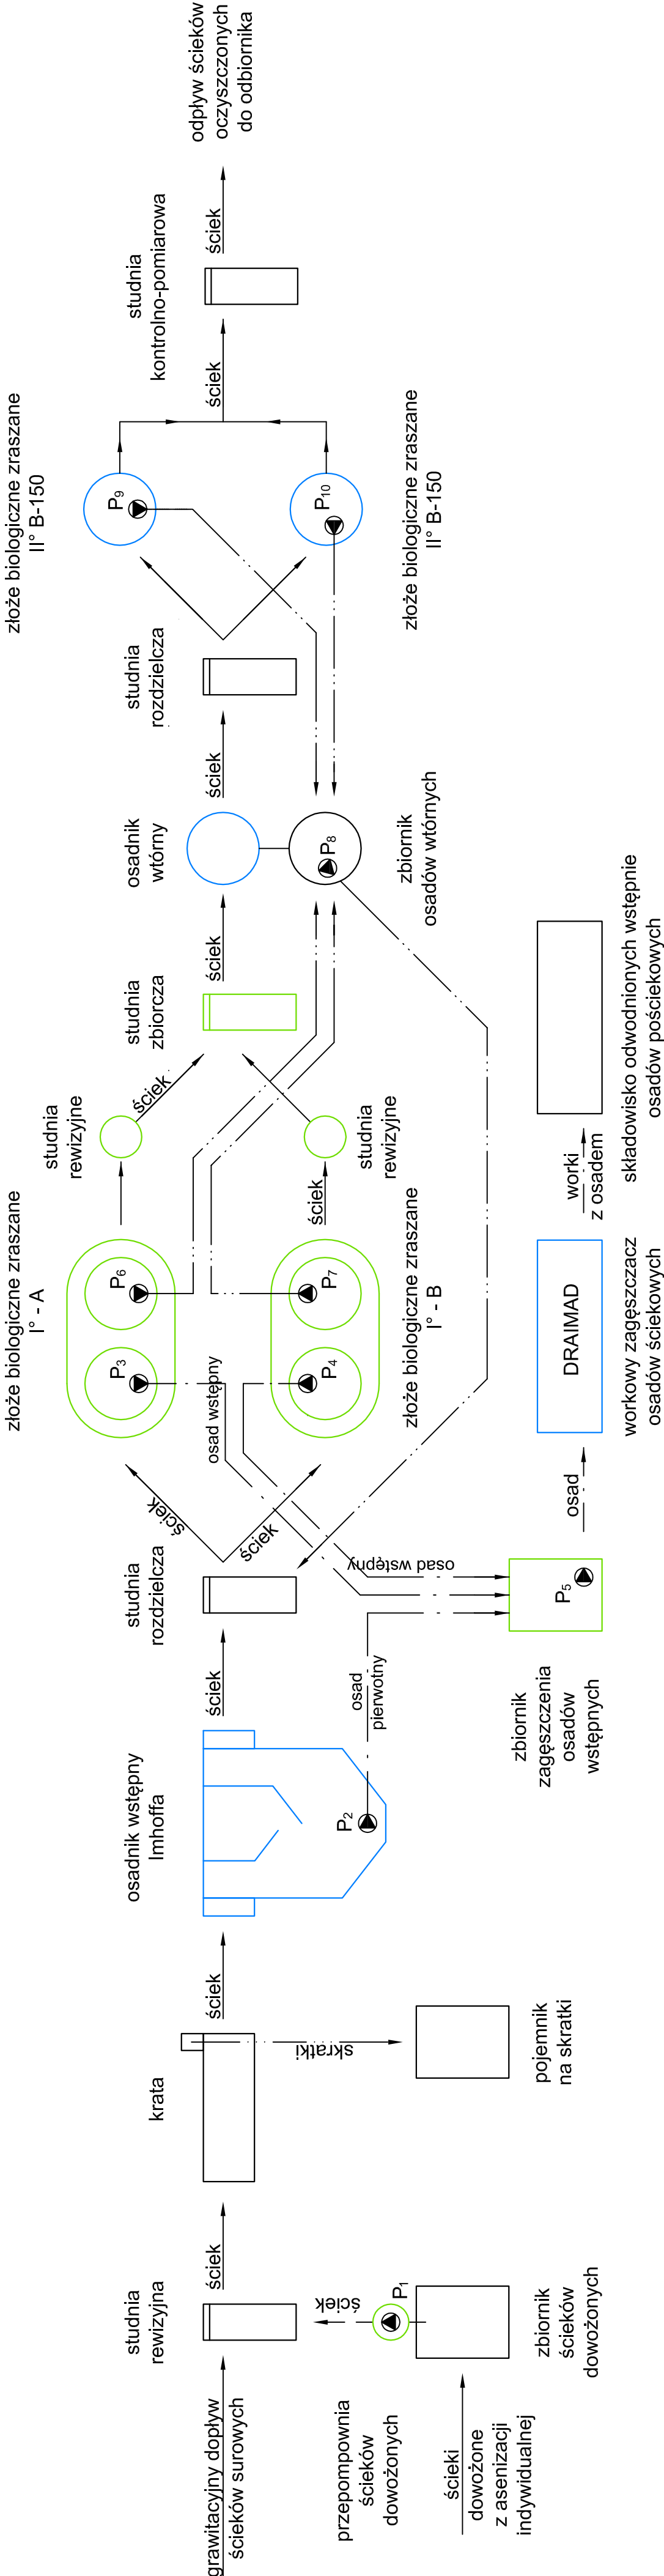 grawitacyjny dopływ
ścieków surowych
studnia
rewizyjna
ściek
ściek
przepompownia
ścieków
dowożonych
P1
ścieki
dowożone
z asenizacji
indywidualnej
zbiornik
ścieków
dowożonych
krata
skratki
pojemnik
na skratki
ściek
osadnik wstępny
Imhoffa
P2
osad
pierwotny
ściek
studnia
rozdzielcza
ściek
ściek
osad wstępny
zbiornik
zagęszczenia
osadów
wstępnych
P5
osad
złoże biologiczne zraszane
I° - A
P3
P6
osad wstępny
P4
P7
złoże biologiczne zraszane
I° - B
DRAIMAD
workowy zagęszczacz
osadów ściekowych
worki
z osadem
składowisko odwodnionych wstępnie
osadów pościekowych
studnia
rewizyjne
ściek
ściek
studnia
rewizyjne
studnia
zbiorcza
ściek
osadnik
wtórny
P8
zbiornik
osadów wtórnych
ściek
studnia
rozdzielcza
złoże biologiczne zraszane
II° B-150
P9
P10
złoże biologiczne zraszane
II° B-150
ściek
studnia
kontrolno-pomiarowa
ściek
odpływ ścieków
oczyszczonych
do odbiornika